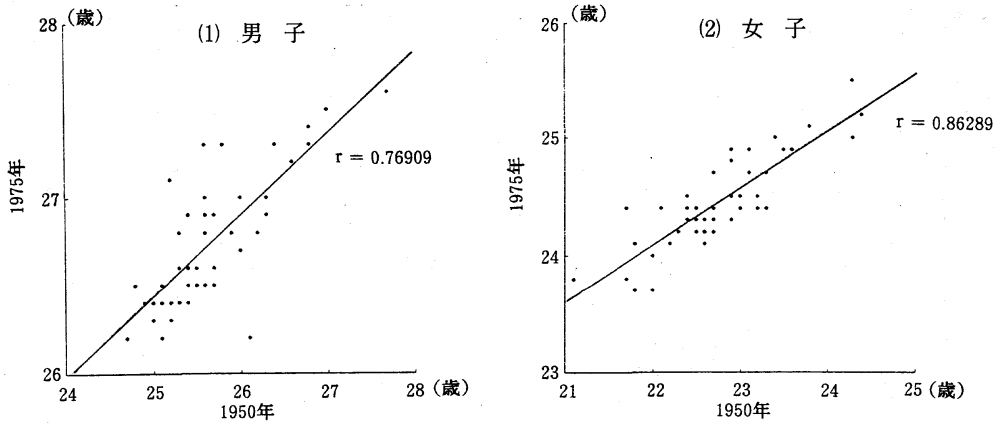 (1) 男 子
28 (歳)
27
26
1975年
r = 0.76909
24 25 26 27 28 (歳)
1950年
(2) 女 子
26 (歳)
25
24
23
1975年
r = 0.86289
21 22 23 24 25 (歳)
1950年